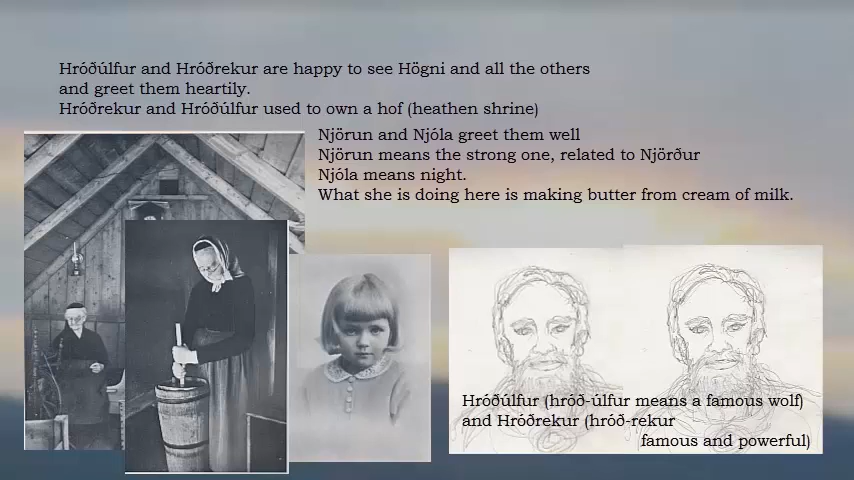 Hróðúlfur and Hróðrekur are happy to see Högni and all the others
and greet them heartily.
Hróðrekur and Hróðúlfur used to own a hof (heathen shrine)
Njörun and Njóla greet them well
Njörun means the strong one, related to Njörður
Njóla means night.
What she is doing here is making butter from cream of milk.
Hróðúlfur (hróð-úlfur means a famous wolf)
and Hróðrekur (hróð-rekur
famous and powerful)